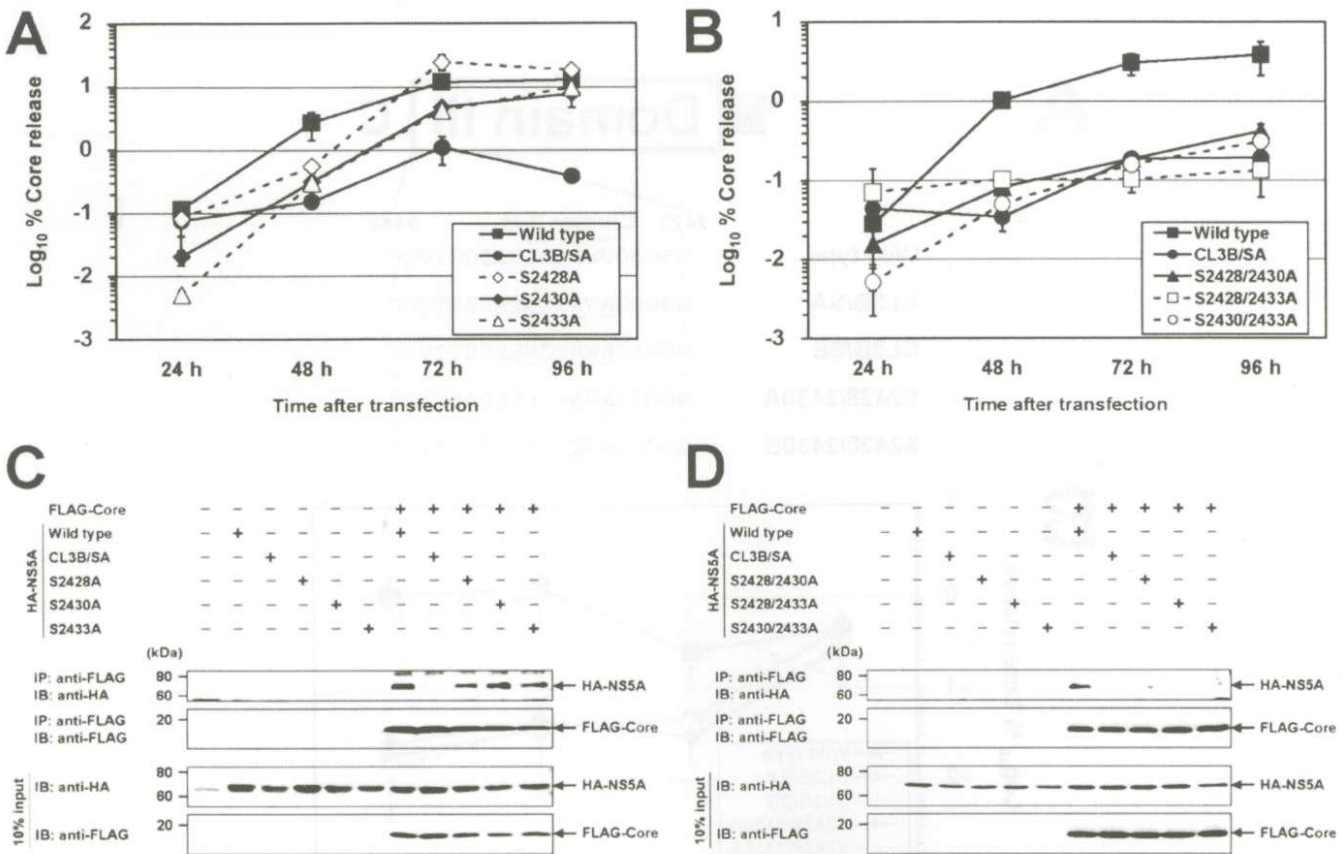 A
Log10 % Core release
2
1
0
-1
-2
-3
24 h
48 h
72 h
96 h
Time after transfection
Wild type
CL3B/SA
S2428A
S2430A
S2433A
B
Log10 % Core release
1
0
-1
-2
-3
24 h
48 h
72 h
96 h
Time after transfection
Wild type
CL3B/SA
S2428/2430A
S2428/2433A
S2430/2433A
C
FLAG-Core - - - - - - + + + + +
HA-NS5A
Wild type - + - - - - + - - - -
CL3B/SA - - + - - - - + - - -
S2428A - - - + - - - - + - -
S2430A - - - - + - - - - + -
S2433A - - - - - + - - - - +
(kDa)
IP: anti-FLAG
IB: anti-HA
80
60
HA-NS5A
IP: anti-FLAG
IB: anti-FLAG
20
FLAG-Core
10% input
IB: anti-HA
80
60
HA-NS5A
IB: anti-FLAG
20
FLAG-Core
D
FLAG-Core - - - - - - + + + + +
HA-NS5A
Wild type - + - - - - + - - - -
CL3B/SA - - + - - - - + - - -
S2428/2430A - - - + - - - - + - -
S2428/2433A - - - - + - - - - + -
S2430/2433A - - - - - + - - - - +
(kDa)
IP: anti-FLAG
IB: anti-HA
80
60
HA-NS5A
IP: anti-FLAG
IB: anti-FLAG
20
FLAG-Core
10% input
IB: anti-HA
80
60
HA-NS5A
IB: anti-FLAG
20
FLAG-Core